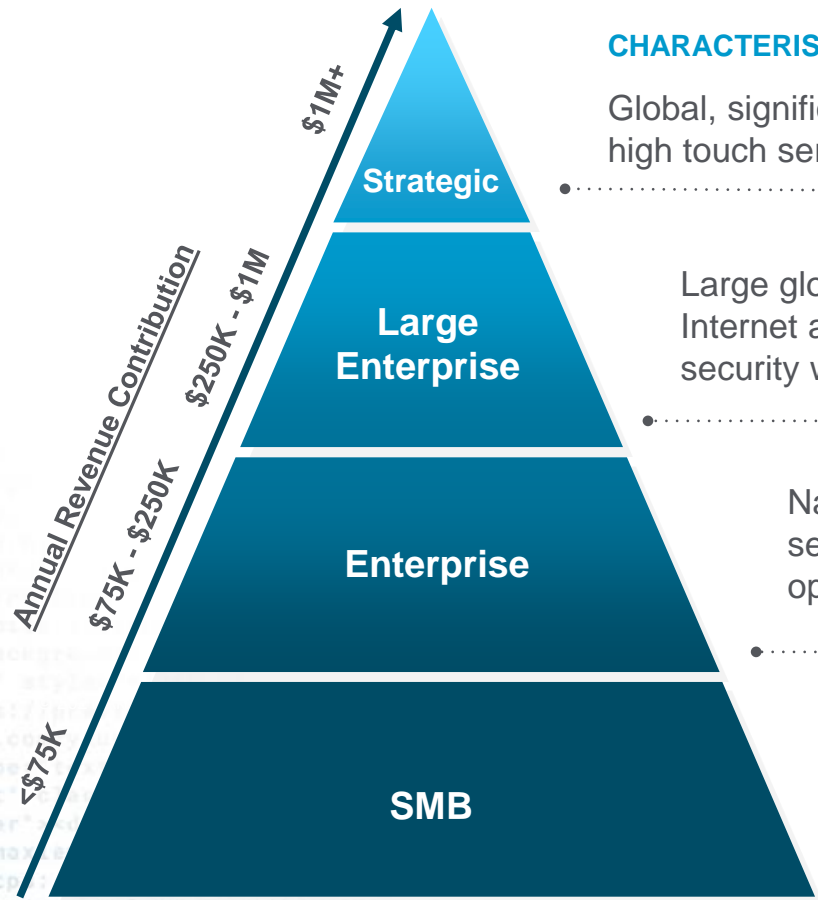 CHARACTERIS
Global, signifi
high touch ser
$1M+
Strategic
Annual Revenue Contribution
$250K - $1M
Large
Enterprise
Large glo
Internet a
security w
$75K - $250K
Enterprise
Na
se
op
<$75K
SMB